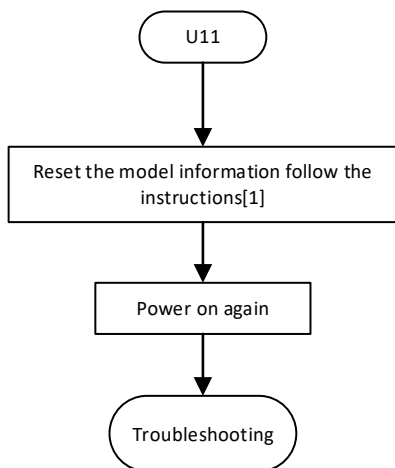 U11
Reset the model information follow the
instructions[1]
Power on again
Troubleshooting